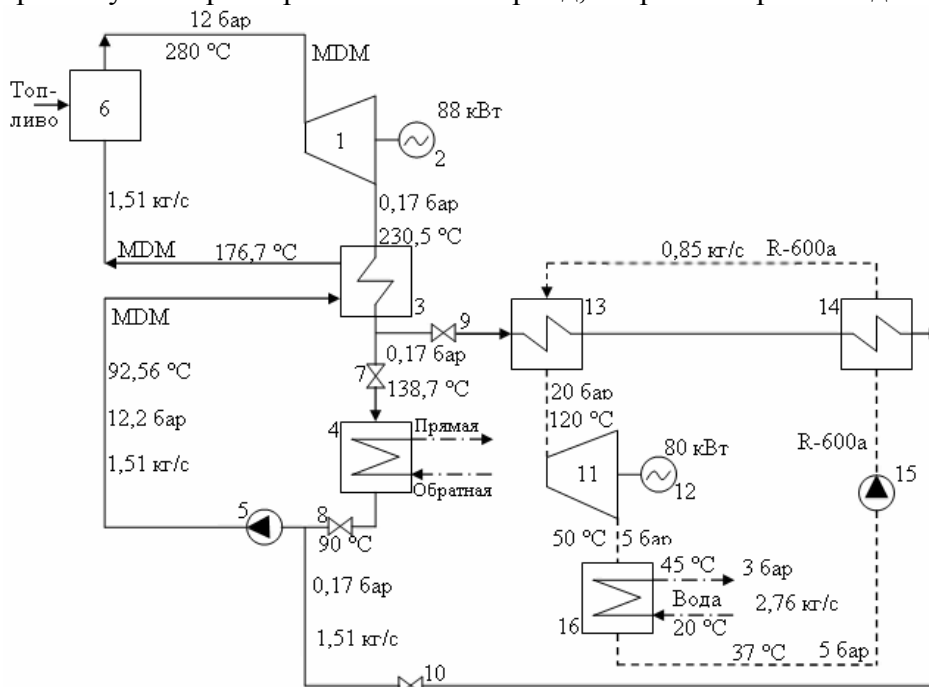 12 бар
280 °C
MDM
Топ-
ливо
6
1
88 кВт
2
1,51 кг/с
0,17 бар
230,5 °C
MDM
176,7 °C
3
0,85 кг/с
R-600a
13
14
MDM
9
0,17 бар
7
138,7 °C
92,56 °C
12,2 бар
1,51 кг/с
4
Прямая
Обратная
20 бар
120 °C
11
80 кВт
12
R-600a
15
5
8
90 °C
50 °C
5 бар
0,17 бар
45 °C
3 бар
Вода
2,76 кг/с
20 °C
16
1,51 кг/с
37 °C
5 бар
10